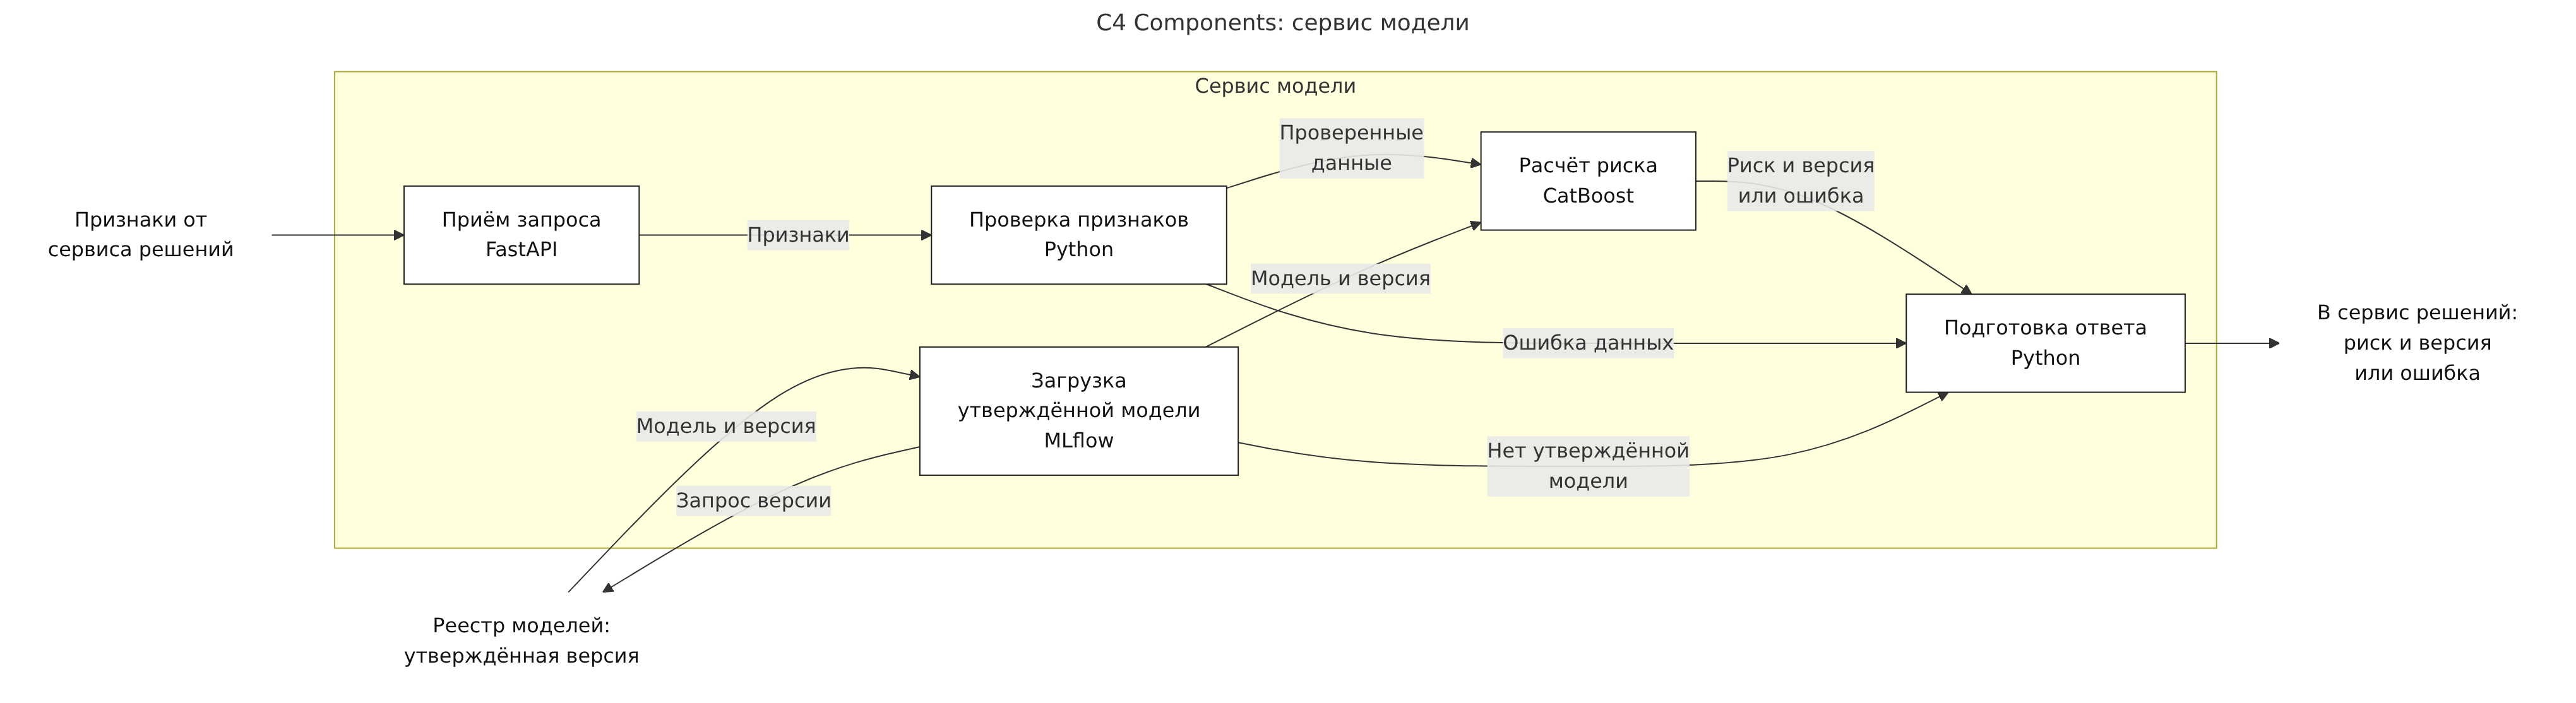 C4 Components: сервис модели
Сервис модели
Признаки от
сервиса решений
Приём запроса
FastAPI
Признаки
Проверка признаков
Python
Проверенные
данные
Расчёт риска
CatBoost
Риск и версия
или ошибка
Модель и версия
Ошибка данных
Подготовка ответа
Python
В сервис решений:
риск и версия
или ошибка
Загрузка
утверждённой модели
MLflow
Модель и версия
Запрос версии
Нет утверждённой
модели
Реестр моделей:
утверждённая версия